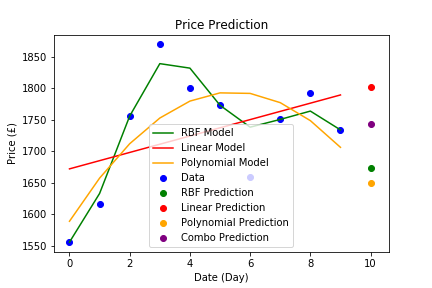 Price Prediction
1850
1800
1750
1700
1650
1600
1550
Price (£)
RBF Model
Linear Model
Polynomial Model
Data
RBF Prediction
Linear Prediction
Polynomial Prediction
Combo Prediction
0 2 4 6 8 10
Date (Day)